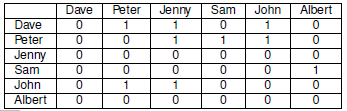 Dave Peter Jenny Sam John Albert
Dave 0 1 1 0 1 0
Peter 0 0 1 1 1 0
Jenny 0 0 0 0 0 0
Sam 0 0 0 0 0 1
John 0 1 1 0 0 0
Albert 0 0 0 0 0 0